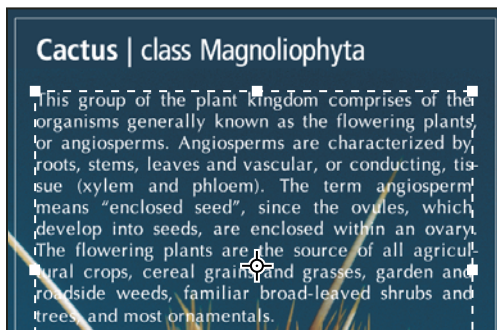 Cactus | class Magnoliophyta
This group of the plant kingdom comprises of the
organisms generally known as the flowering plants,
or angiosperms. Angiosperms are characterized by
roots, stems, leaves and vascular, or conducting, tis-
sue (xylem and phloem). The term angiosperm
means “enclosed seed”, since the ovules, which
develop into seeds, are enclosed within an ovary.
The flowering plants are the source of all agricul-
tural crops, cereal grains and grasses, garden and
roadside weeds, familiar broad-leaved shrubs and
trees, and most ornamentals.